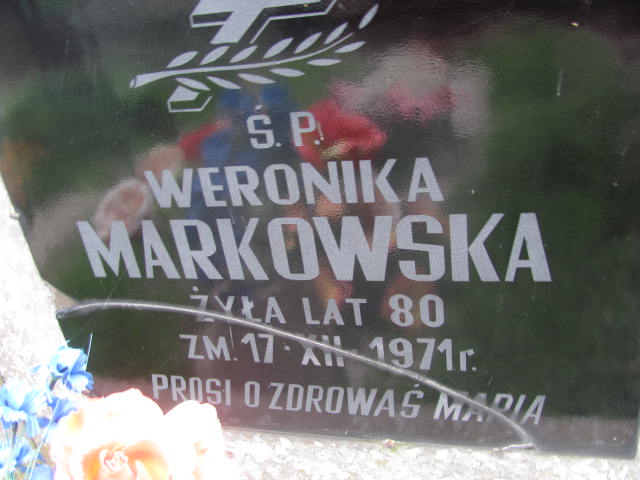 Ś. P.
WERONIKA
MARKOWSKA
ŻYŁA LAT 80
ZM. 17 · XII · 1971 r.
PROSI O ZDROWAŚ MARIA